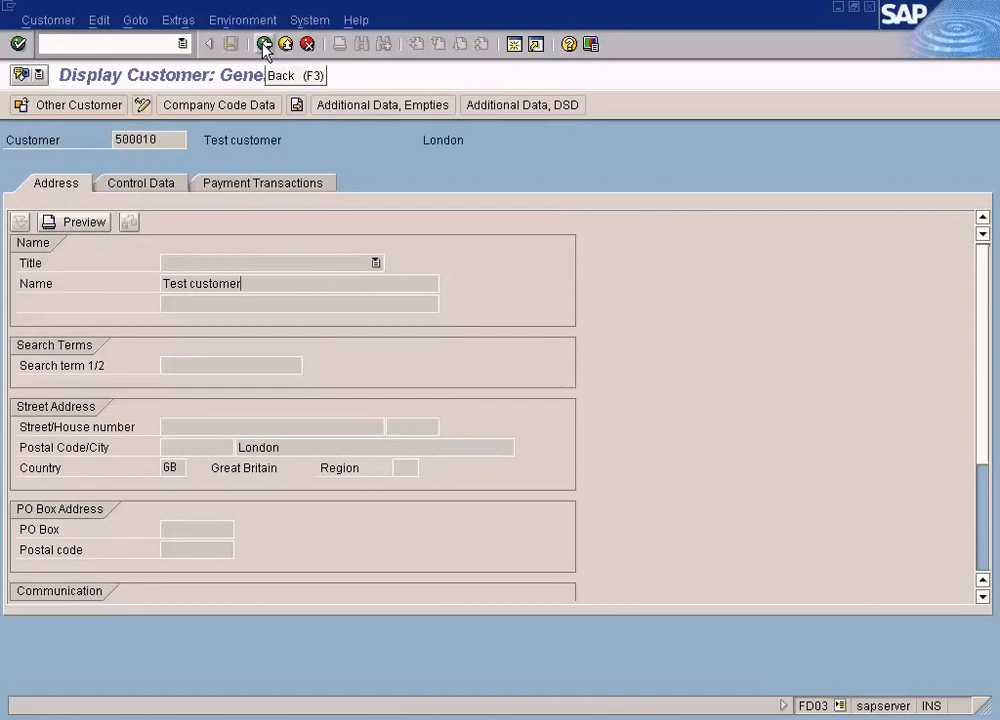 Customer Edit Goto Extras Environment System Help
SAP
Display Customer: Gene
Back (F3)
Other Customer Company Code Data Additional Data, Empties Additional Data, DSD
Customer 500010 Test customer London
Address Control Data Payment Transactions
Preview
Name
Title
Name Test customer
Search Terms
Search term 1/2
Street Address
Street/House number
Postal Code/City London
Country GB Great Britain Region
PO Box Address
PO Box
Postal code
Communication
FD03 sapserver INS